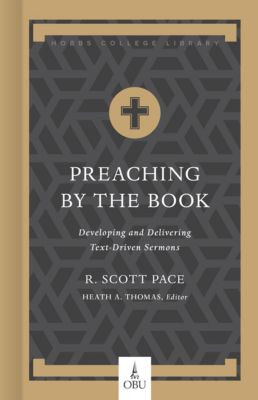 HOBBS COLLEGE LIBRARY
PREACHING
BY THE BOOK
Developing and Delivering
Text-Driven Sermons
R. SCOTT PACE
HEATH A. THOMAS, Editor
OBU